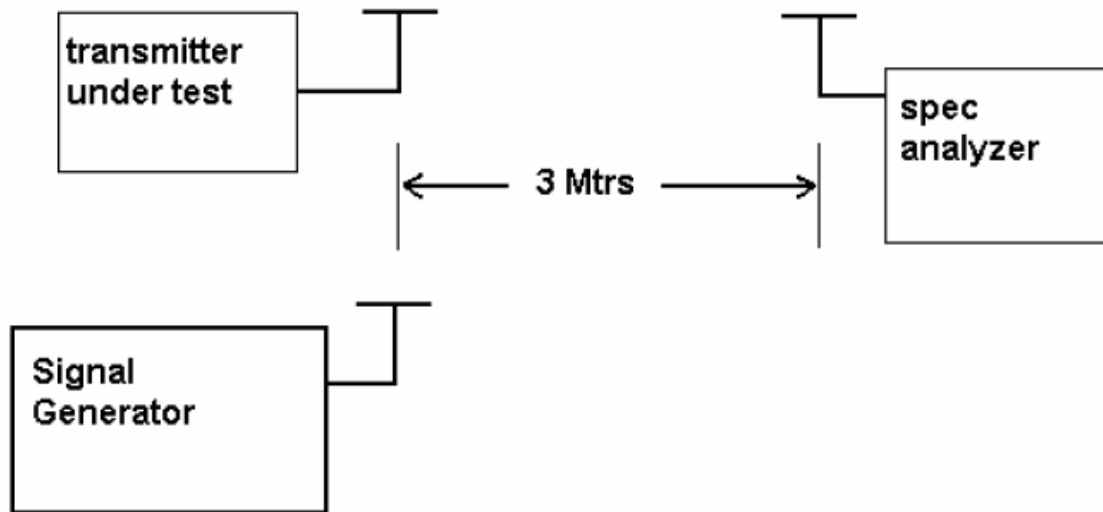 transmitter
under test
spec
analyzer
3 Mtrs
Signal
Generator